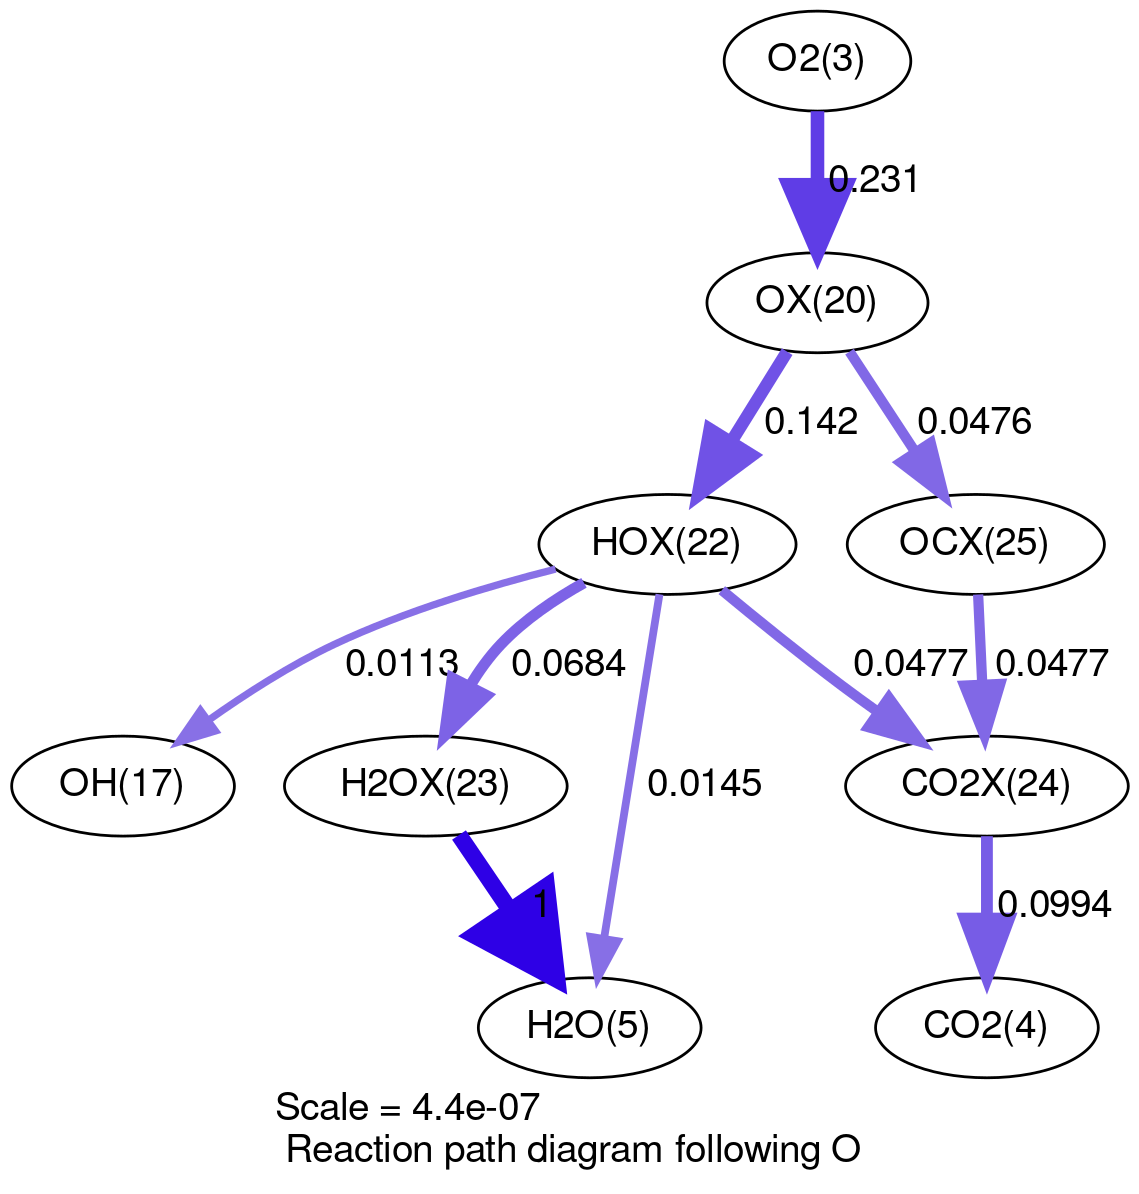 O2(3)
0.231
OX(20)
0.142
0.0476
HOX(22)
OCX(25)
0.0113
0.0684
0.0477
0.0477
OH(17)
H2OX(23)
0.0145
CO2X(24)
1
0.0994
H2O(5)
CO2(4)
Scale = 4.4e-07
Reaction path diagram following O